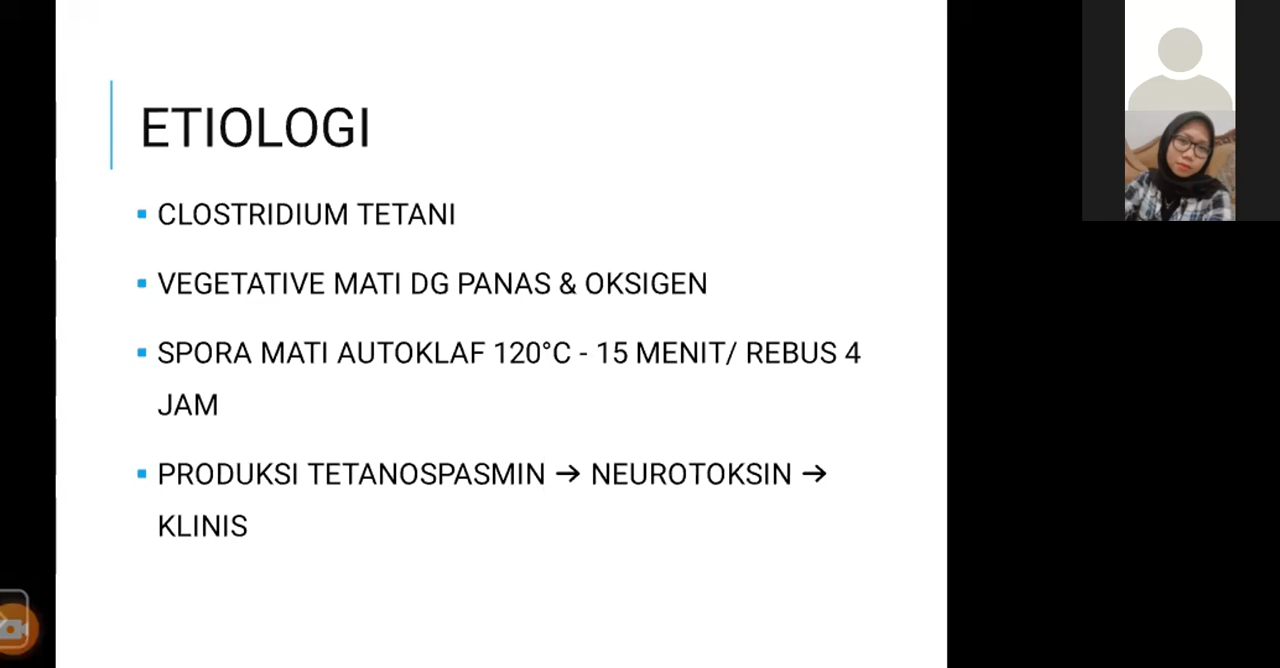 ETIOLOGI
CLOSTRIDIUM TETANI
VEGETATIVE MATI DG PANAS & OKSIGEN
SPORA MATI AUTOKLAF 120°C - 15 MENIT/ REBUS 4
JAM
PRODUKSI TETANOSPASMIN → NEUROTOKSIN →
KLINIS